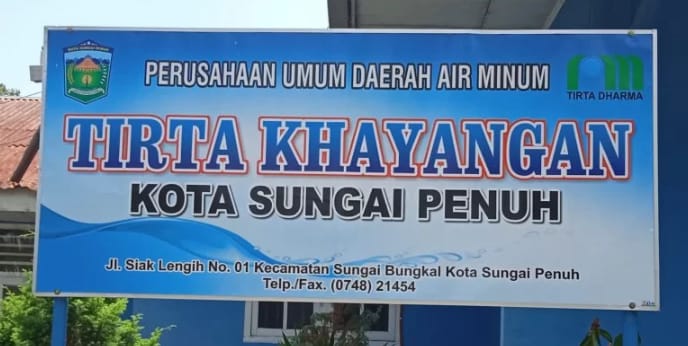 PERUSAHAAN UMUM DAERAH AIR MINUM
TIRTA DHARMA
TIRTA KHAYANGAN
KOTA SUNGAI PENUH
Jl. Siak Lengih No. 01 Kecamatan Sungai Bungkal Kota Sungai Penuh
Telp./Fax. (0748) 21454